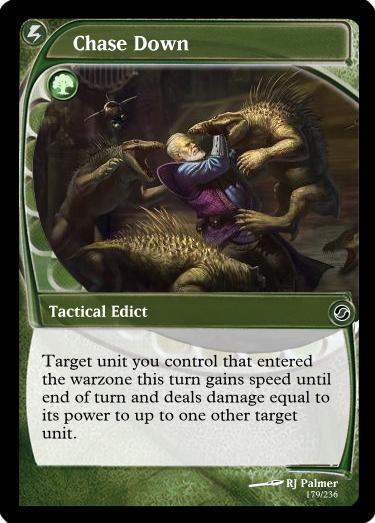 Chase Down
Tactical Edict
Target unit you control that entered
the warzone this turn gains speed until
end of turn and deals damage equal to
its power to up to one other target
unit.
RJ Palmer
179/236